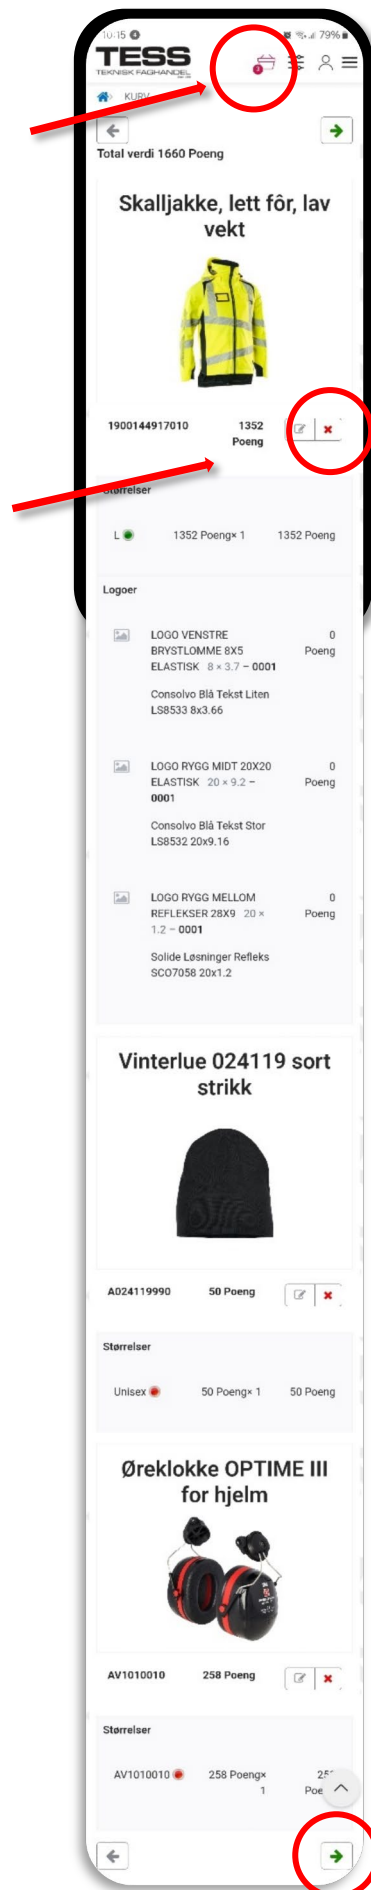 10:15 79%
TESS
TEKNISK FAGHANDEL
KURV
Total verdi 1660 Poeng
Skalljakke, lett fôr, lav
vekt
1900144917010 1352
Poeng
Størrelser
L 1352 Poeng× 1 1352 Poeng
Logoer
LOGO VENSTRE 0
BRYSTLOMME 8X5 Poeng
ELASTISK 8 × 3.7 – 0001
Consolvo Blå Tekst Liten
LS8533 8x3.66
LOGO RYGG MIDT 20X20 0
ELASTISK 20 × 9.2 – Poeng
0001
Consolvo Blå Tekst Stor
LS8532 20x9.16
LOGO RYGG MELLOM 0
REFLEKSER 28X9 20 × Poeng
1.2 – 0001
Solide Løsninger Refleks
SCO7058 20x1.2
Vinterlue 024119 sort
strikk
A024119990 50 Poeng
Størrelser
Unisex 50 Poeng× 1 50 Poeng
Øreklokke OPTIME III
for hjelm
AV1010010 258 Poeng
Størrelser
AV1010010 258 Poeng×
1